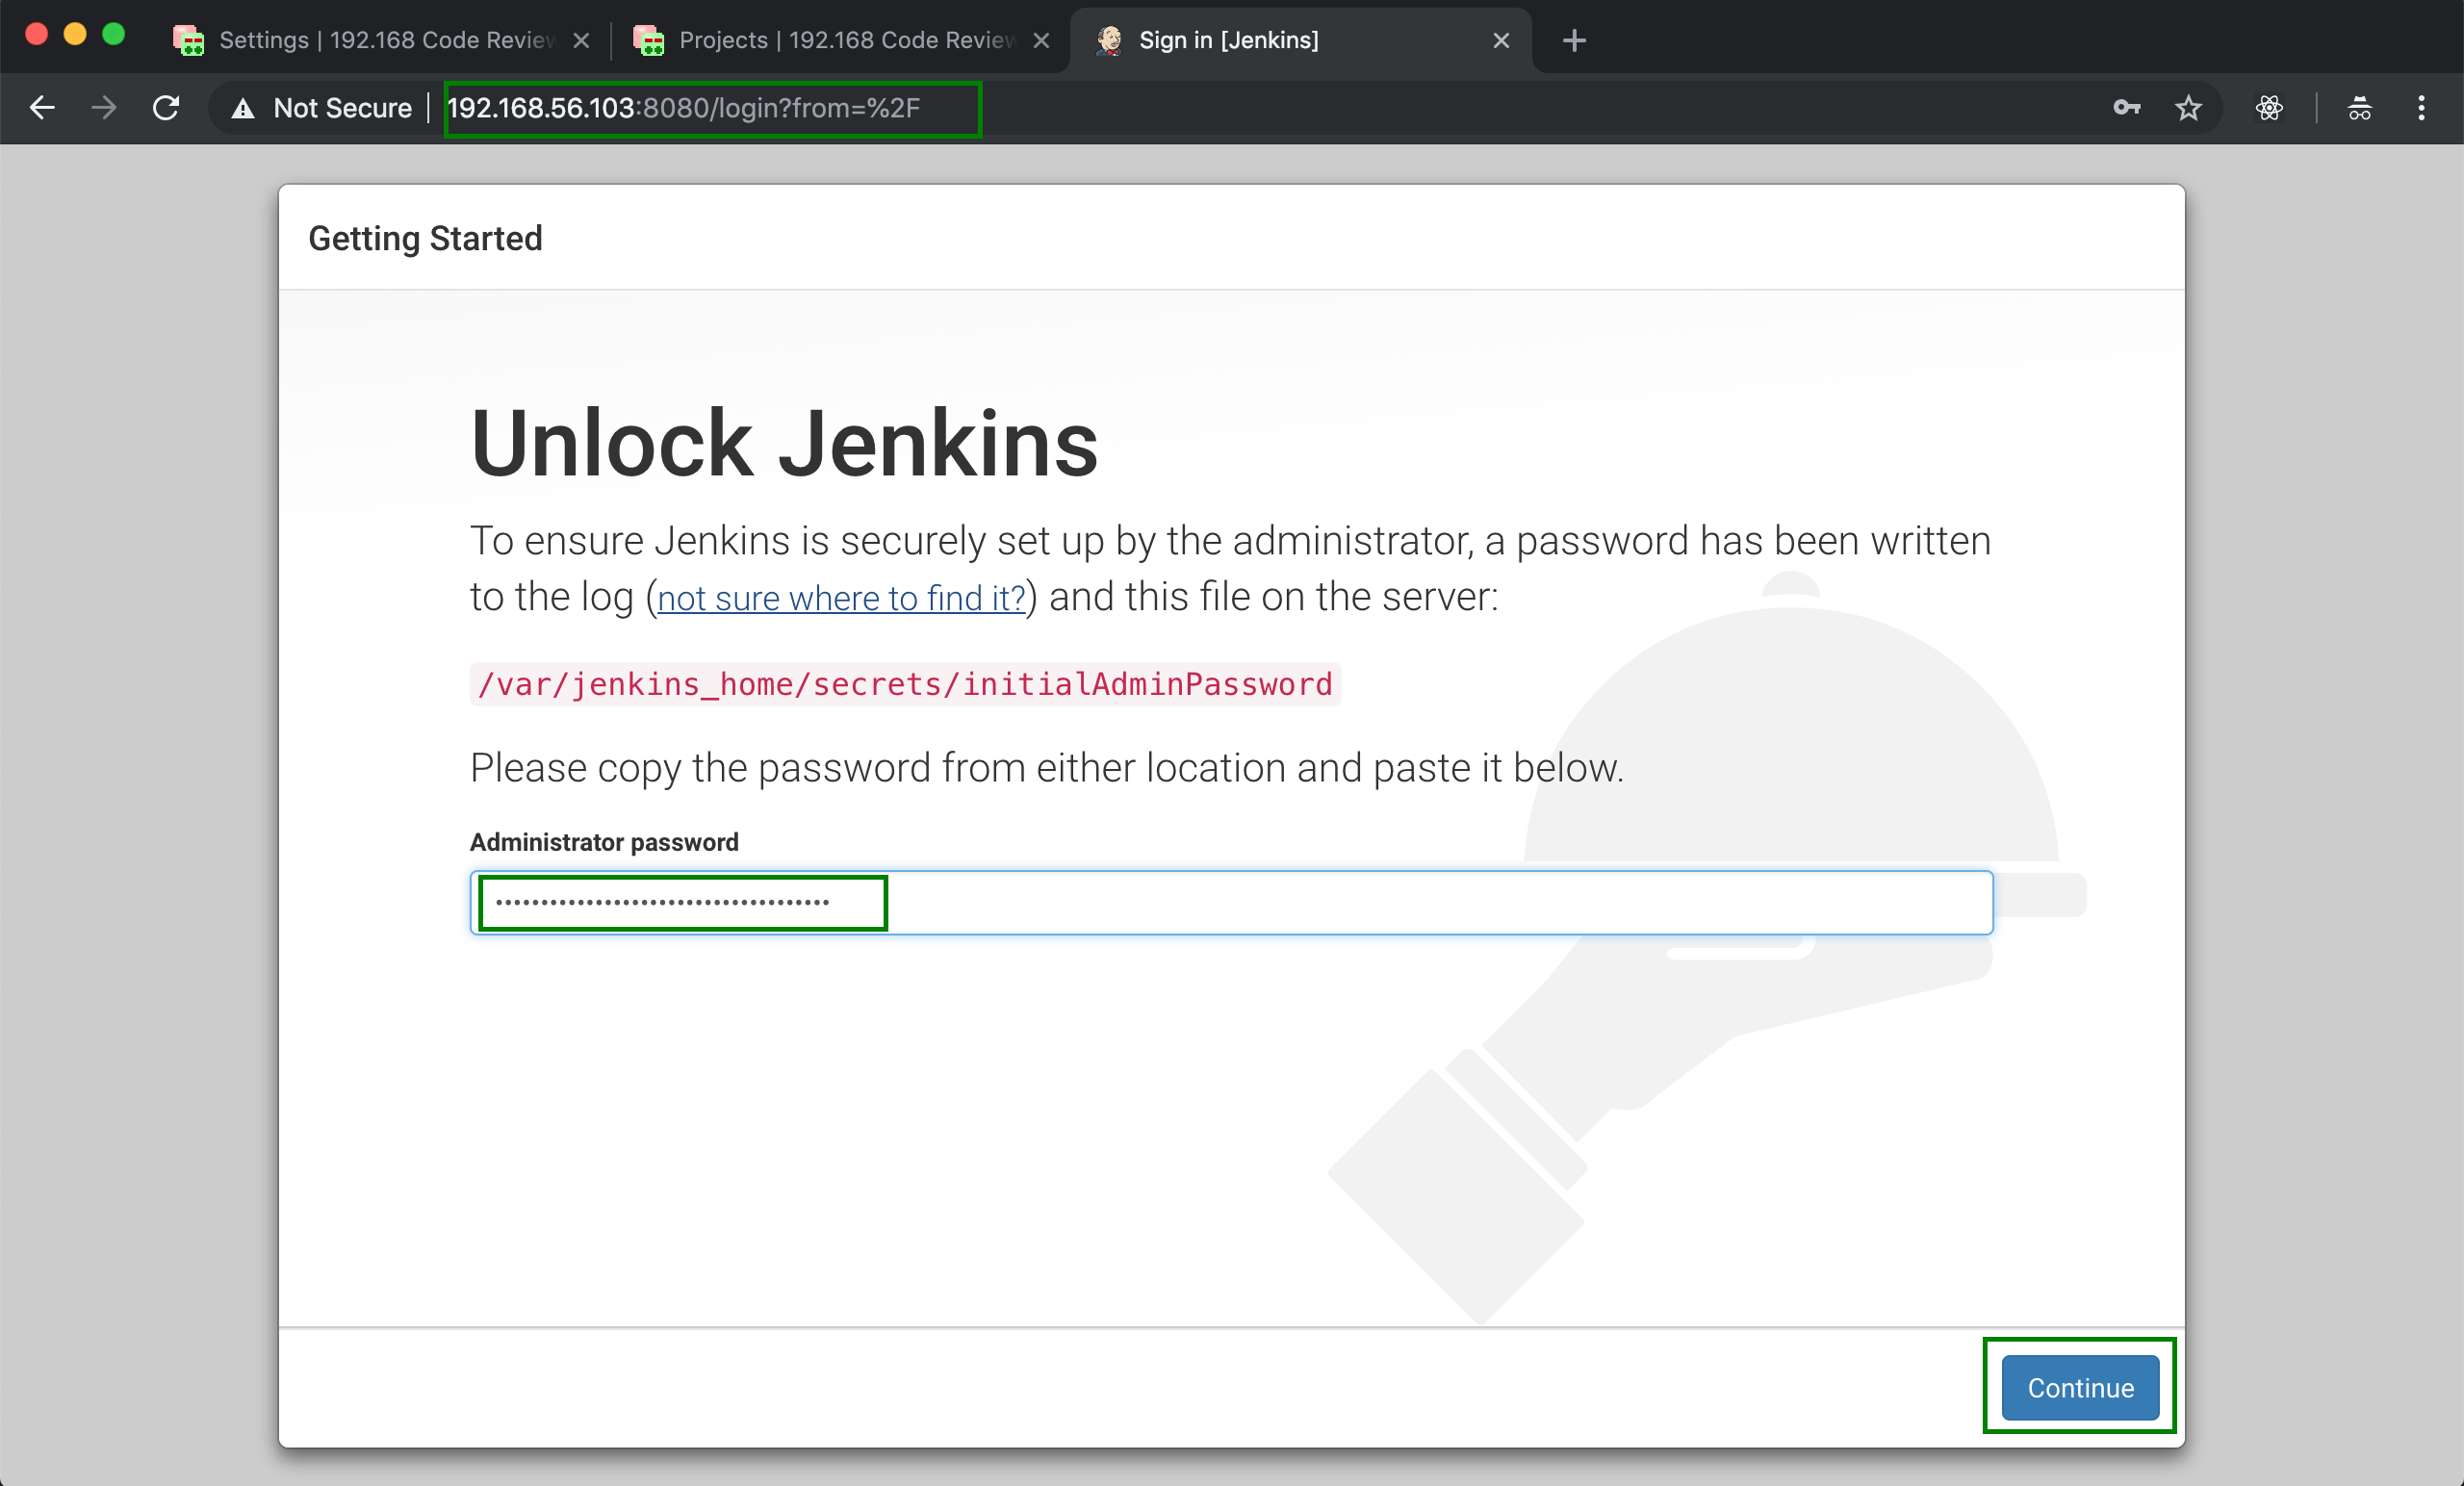 Settings | 192.168 Code Review
Projects | 192.168 Code Review
Sign in [Jenkins]
Not Secure
192.168.56.103:8080/login?from=%2F
Getting Started
Unlock Jenkins
To ensure Jenkins is securely set up by the administrator, a password has been written
to the log (not sure where to find it?) and this file on the server:
/var/jenkins_home/secrets/initialAdminPassword
Please copy the password from either location and paste it below.
Administrator password
Continue